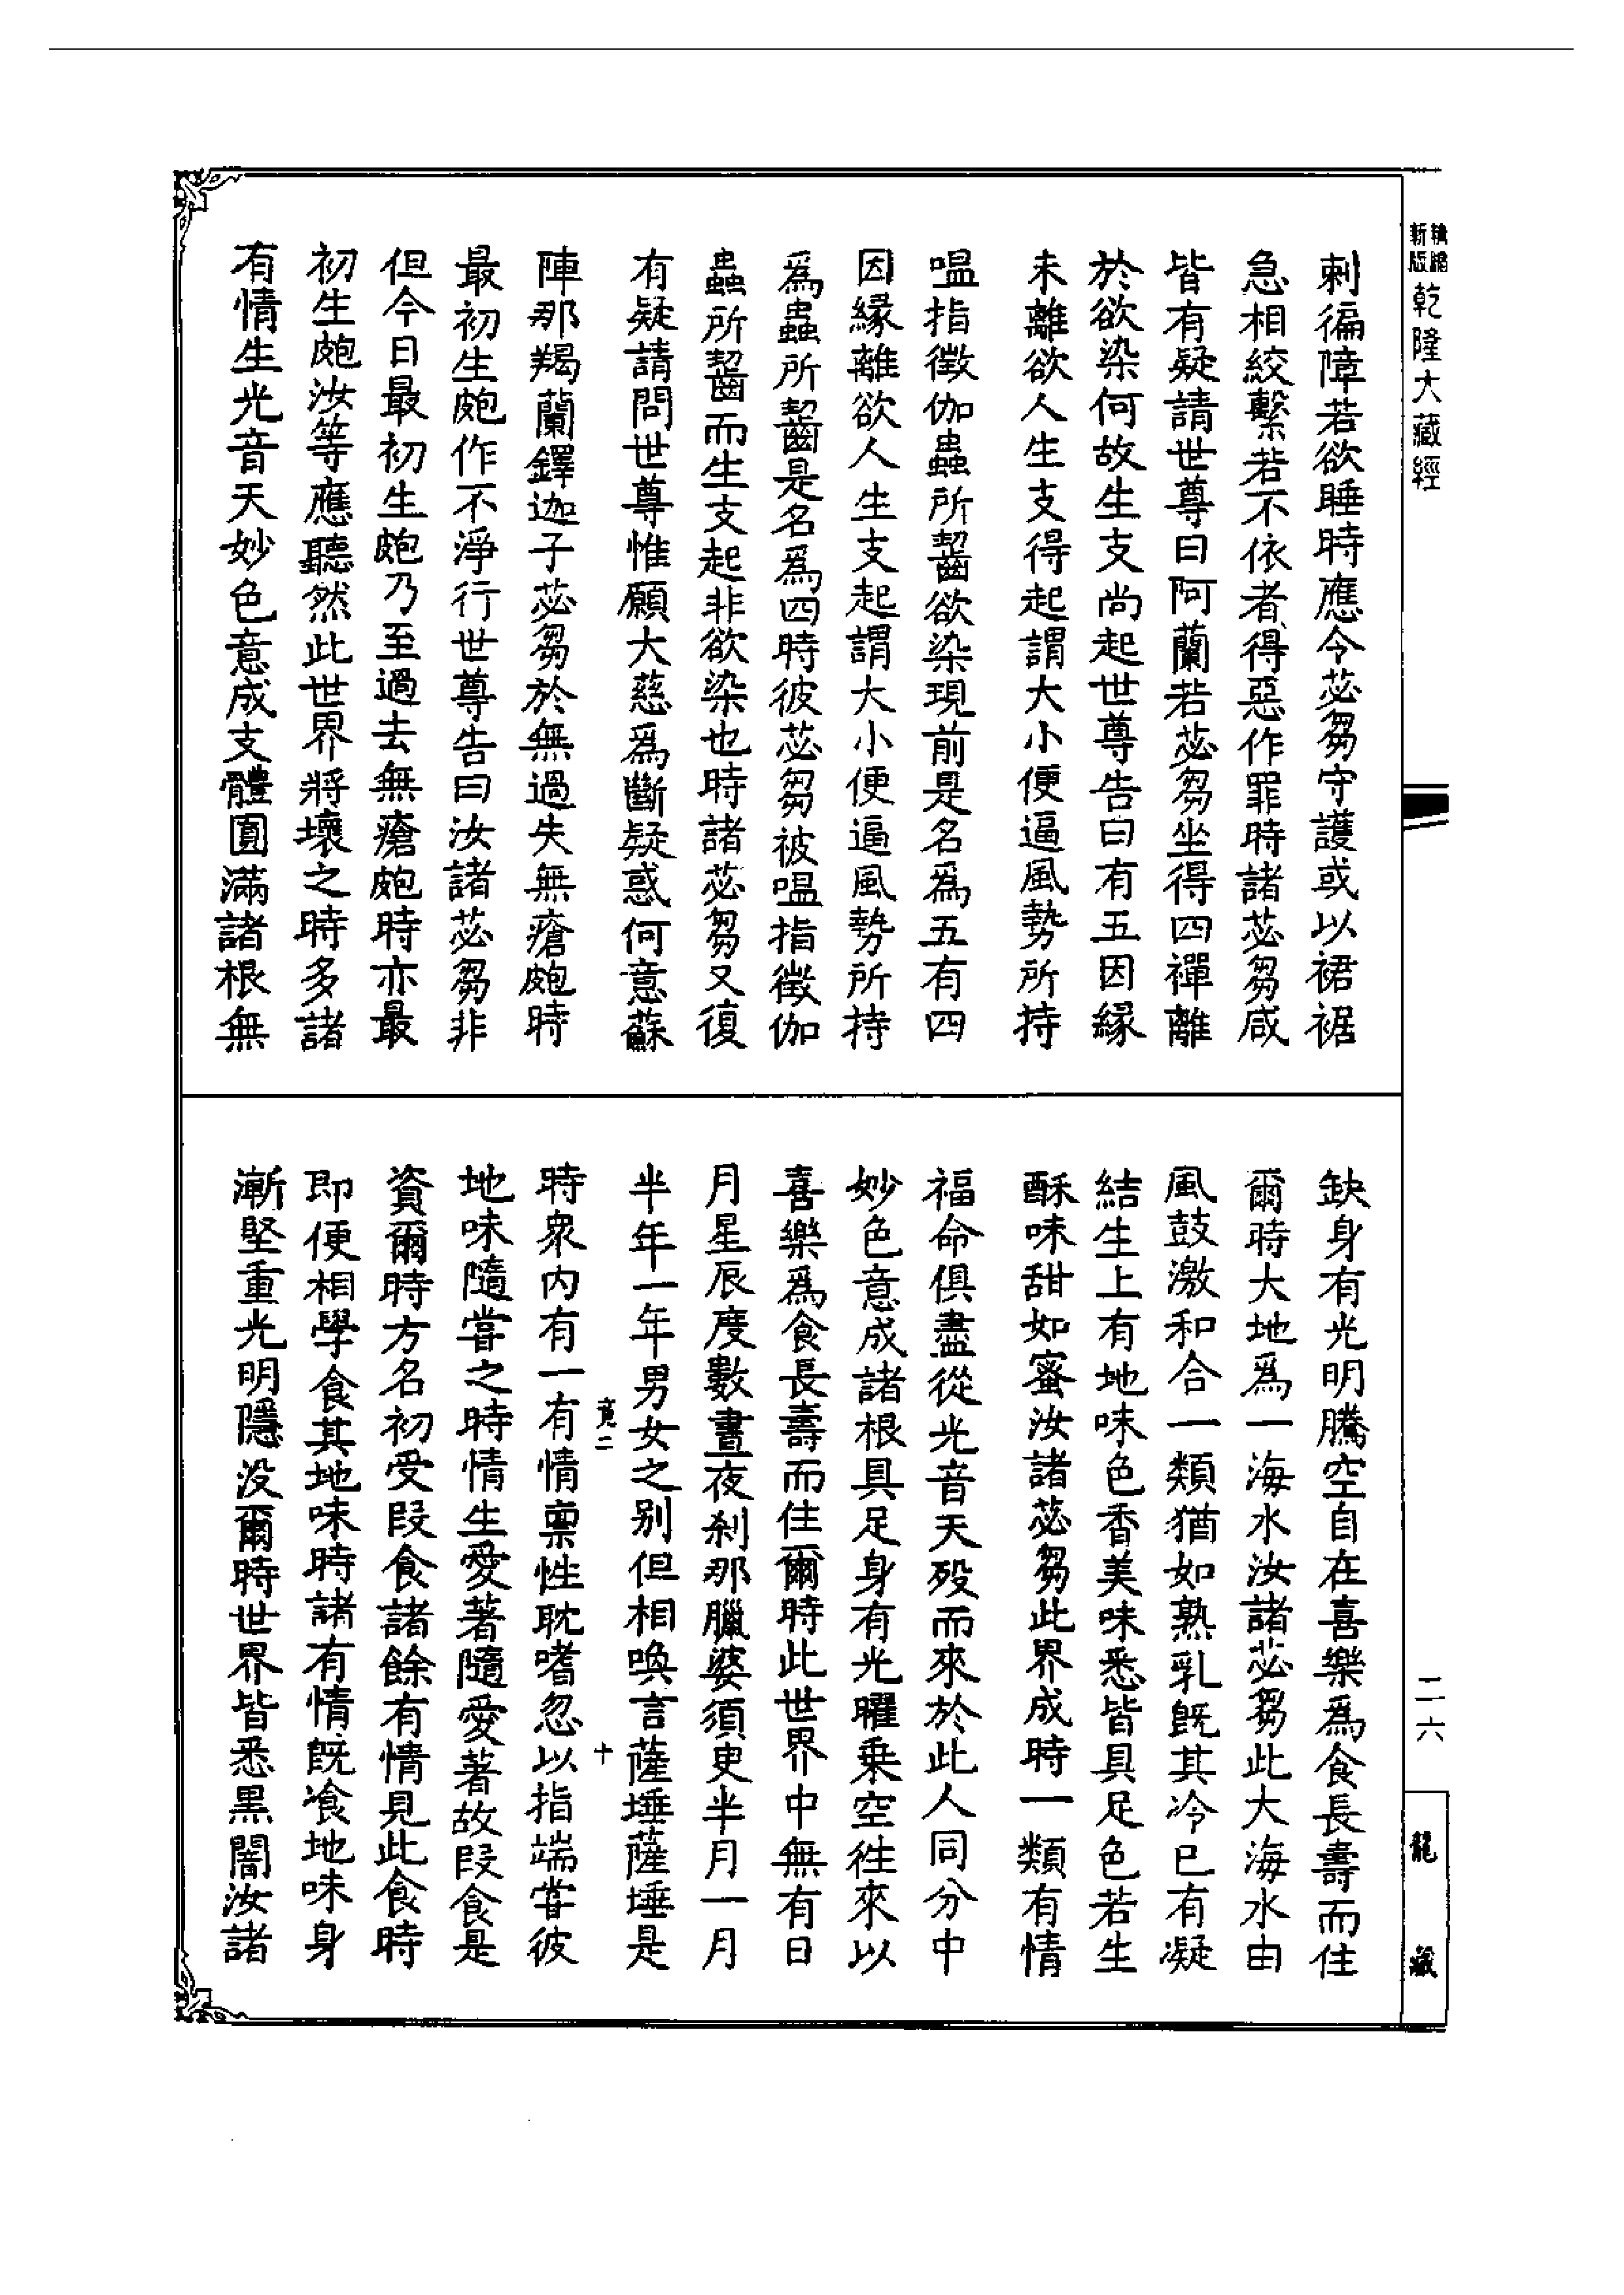 新編
縮版
乾隆大藏經
刺徧障若欲睡時應令苾芻守護或以裙裾
急相絞繫若不依者得惡作罪時諸苾芻咸
皆有疑請世尊曰阿蘭若苾芻坐得四禪離
於欲染何故生支尚起世尊告曰有五因緣
未離欲人生支得起謂大小便逼風勢所持
嗢指徵伽蟲所齧欲染現前是名爲五有四
因緣離欲人生支起謂大小便逼風勢所持
爲蟲所齧是名爲四時彼苾芻被嗢指徵伽
蟲所齧而生支起非欲染也時諸苾芻又復
有疑請問世尊惟願大慈爲斷疑惑何意蘇
陣那羯蘭鐸迦子苾芻於無過失無瘡皰時
最初生皰作不淨行世尊告曰汝諸苾芻非
但今日最初生皰乃至過去無瘡皰時亦最
初生皰汝等應聽然此世界將壞之時多諸
有情生光音天妙色意成支體圓滿諸根無
缺身有光明騰空自在喜樂爲食長壽而住
爾時大地爲一海水汝諸苾芻此大海水由
風鼓激和合一類猶如熟乳旣其冷已有凝
結生上有地味色香美味悉皆具足色若生
酥味甜如蜜汝諸苾芻此界成時一類有情
福命俱盡從光音天歿而來於此人同分中
妙色意成諸根具足身有光曜乗空往來以
喜樂爲食長壽而住爾時此世界中無有日
月星辰度數晝夜刹那臘婆須臾半月一月
半年一年男女之别但相喚言薩埵薩埵是
寬二
十
時衆内有一有情稟性耽嗜忽以指端甞彼
地味隨甞之時情生愛著隨愛著故段食是
資爾時方名初受段食諸餘有情見此食時
即便相學食其地味時諸有情旣飡地味身
漸堅重光明隱没爾時世界皆悉黑闇汝諸
二六
龍藏